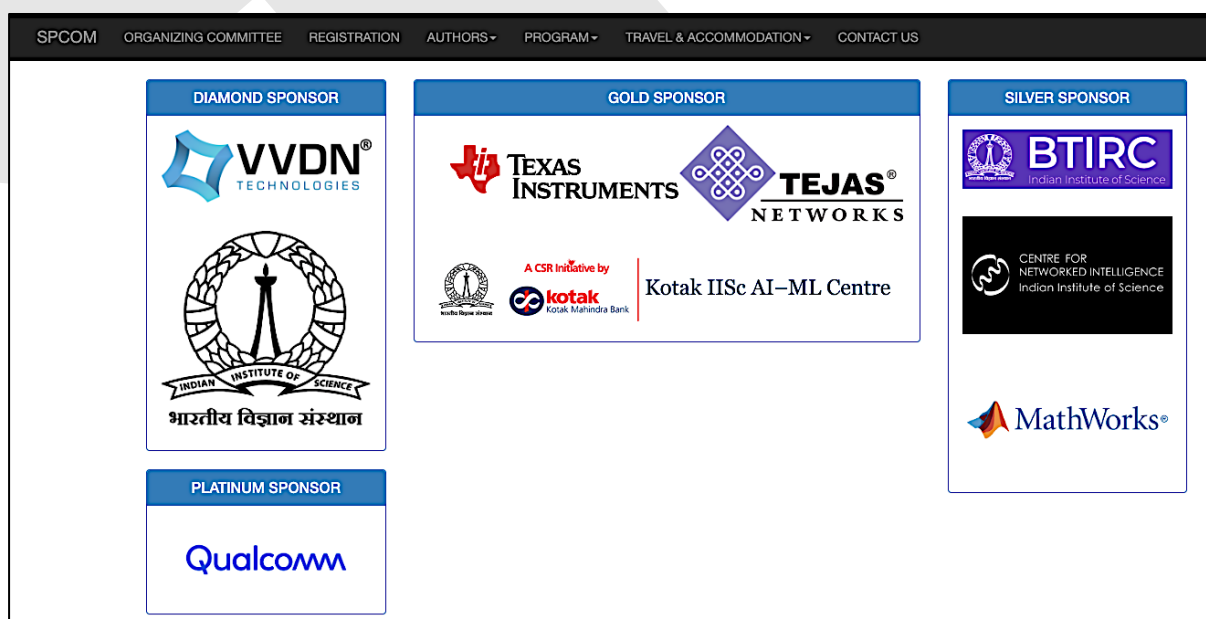 SPCOM ORGANIZING COMMITTEE REGISTRATION AUTHORS PROGRAM TRAVEL & ACCOMMODATION CONTACT US
DIAMOND SPONSOR
VVDN®
TECHNOLOGIES
INDIAN INSTITUTE OF SCIENCE
भारतीय विज्ञान संस्थान
PLATINUM SPONSOR
Qualcomm
GOLD SPONSOR
TEXAS
INSTRUMENTS
TEJAS®
NETWORKS
भारतीय विज्ञान संस्थान
A CSR Initiative by
kotak
Kotak Mahindra Bank
Kotak IISc AI–ML Centre
SILVER SPONSOR
BTIRC
Indian Institute of Science
CENTRE FOR
NETWORKED INTELLIGENCE
Indian Institute of Science
MathWorks®